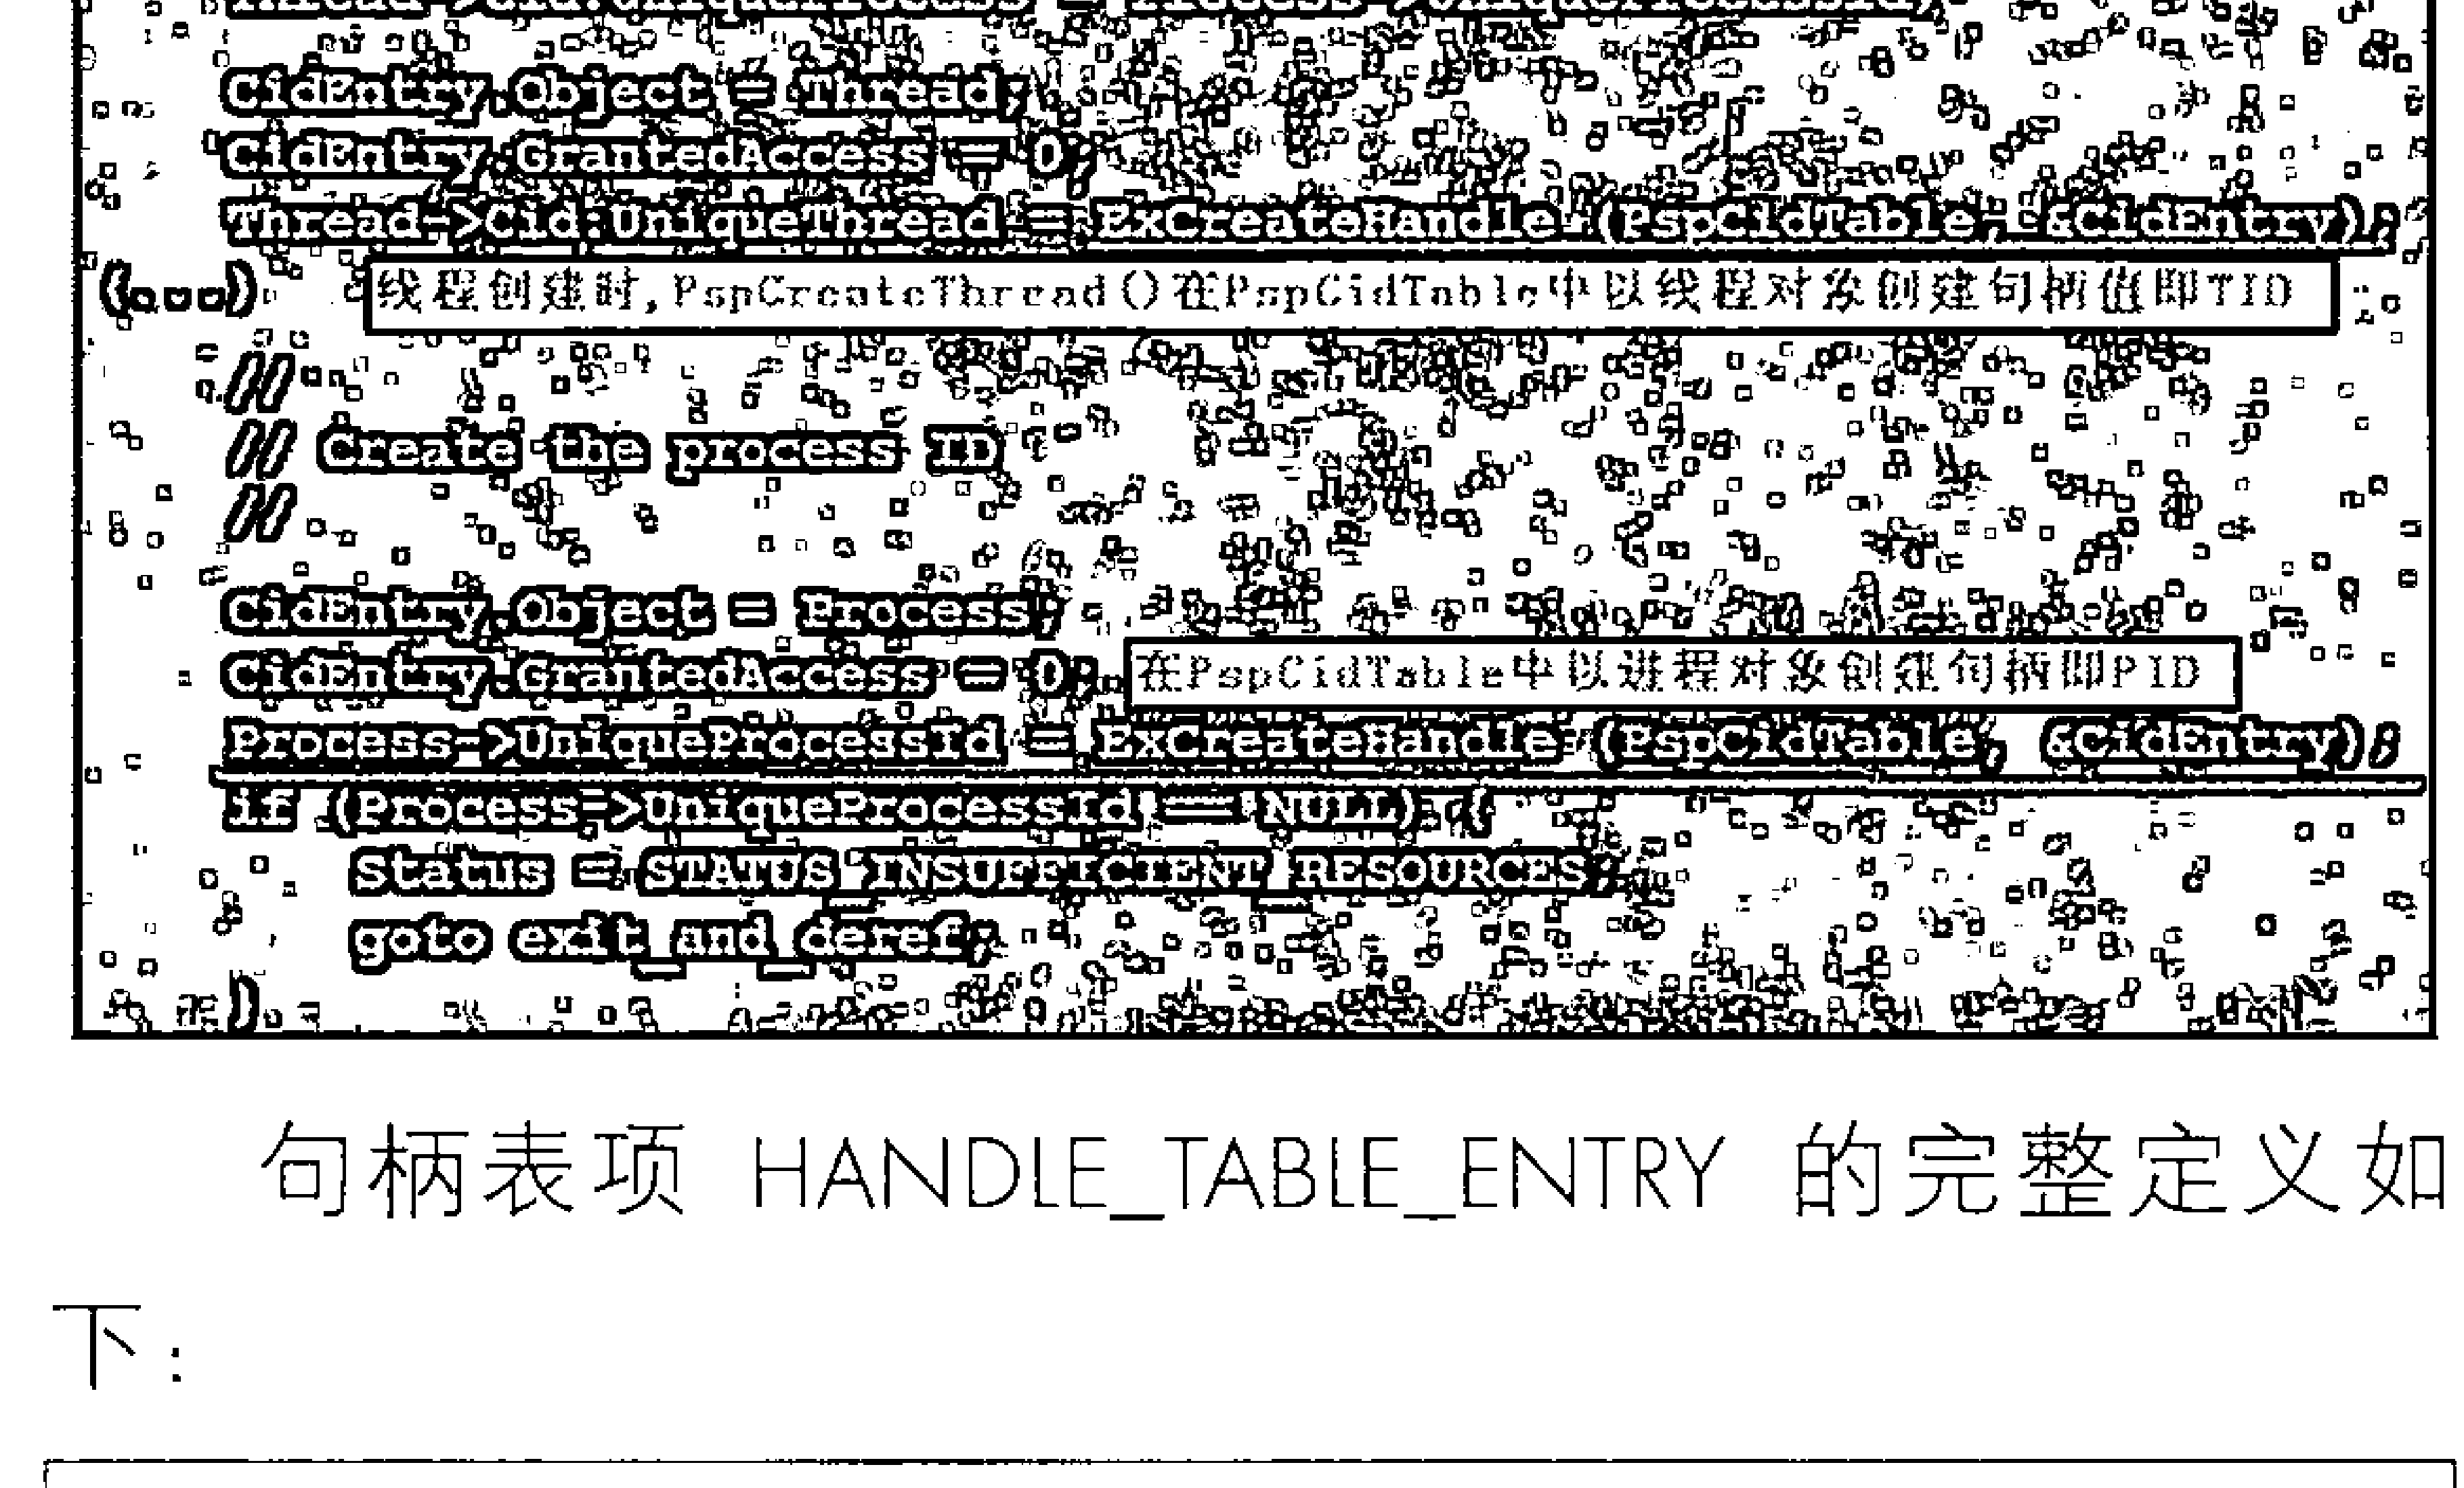 Thread->Cid.UniqueProcess = Process->UniqueProcessId;
CidEntry.Object = Thread;
CidEntry.GrantedAccess = 0;
Thread->Cid.UniqueThread = ExCreateHandle (PspCidTable, &CidEntry);
(...) 线程创建时,PspCreateThread()在PspCidTable中以线程对象创建句柄值即TID
//
// Create the process ID
//
CidEntry.Object = Process;
CidEntry.GrantedAccess = 0; 在PspCidTable中以进程对象创建句柄即PID
Process->UniqueProcessId = ExCreateHandle (PspCidTable, &CidEntry);
if (Process->UniqueProcessId == NULL) {
Status = STATUS_INSUFFICIENT_RESOURCES;
goto exit_and_deref;
}
句柄表项 HANDLE_TABLE_ENTRY 的完整定义如
下: